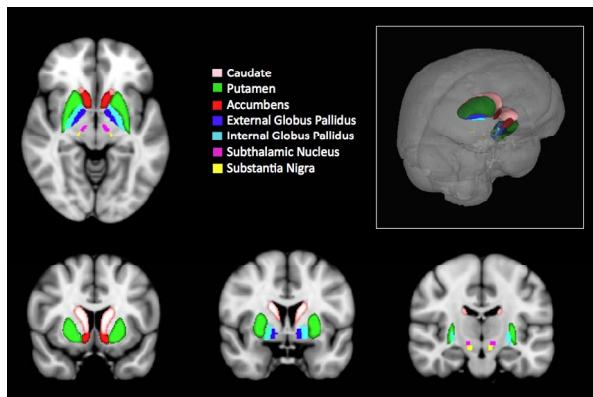 Caudate
Putamen
Accumbens
External Globus Pallidus
Internal Globus Pallidus
Subthalamic Nucleus
Substantia Nigra